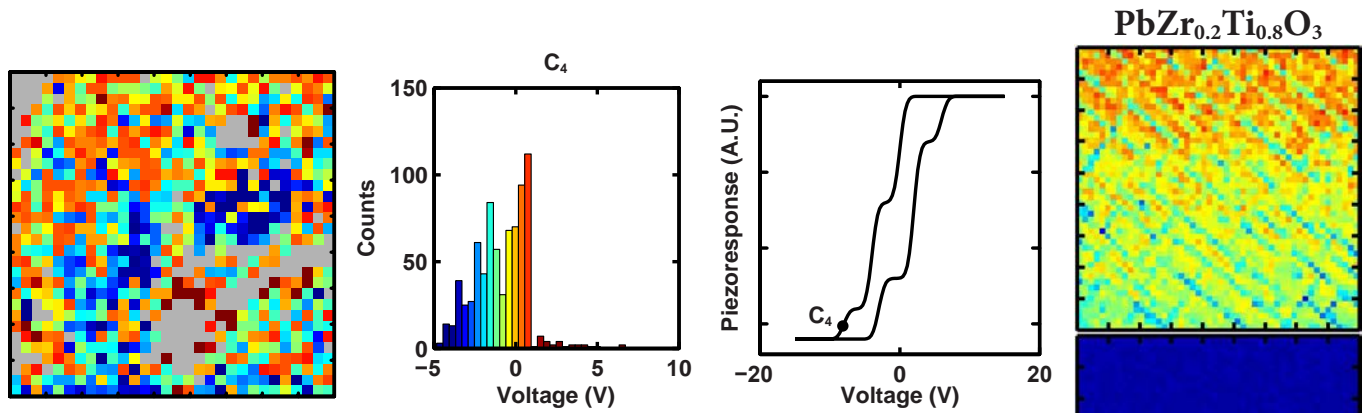 C₄
150
100
50
0
Counts
−5
0
5
10
Voltage (V)
Piezoresponse (A.U.)
C₄
−20
0
20
Voltage (V)
PbZr₀.₂Ti₀.₈O₃